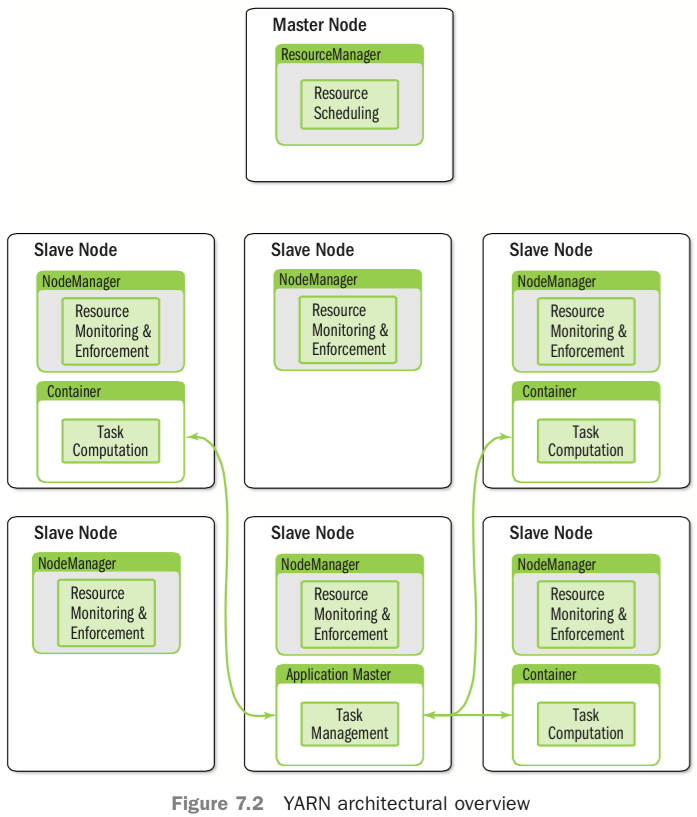 Master Node
ResourceManager
Resource
Scheduling
Slave Node
NodeManager
Resource
Monitoring &
Enforcement
Container
Task
Computation
Slave Node
NodeManager
Resource
Monitoring &
Enforcement
Slave Node
NodeManager
Resource
Monitoring &
Enforcement
Container
Task
Computation
Slave Node
NodeManager
Resource
Monitoring &
Enforcement
Slave Node
NodeManager
Resource
Monitoring &
Enforcement
Application Master
Task
Management
Slave Node
NodeManager
Resource
Monitoring &
Enforcement
Container
Task
Computation
Figure 7.2 YARN architectural overview